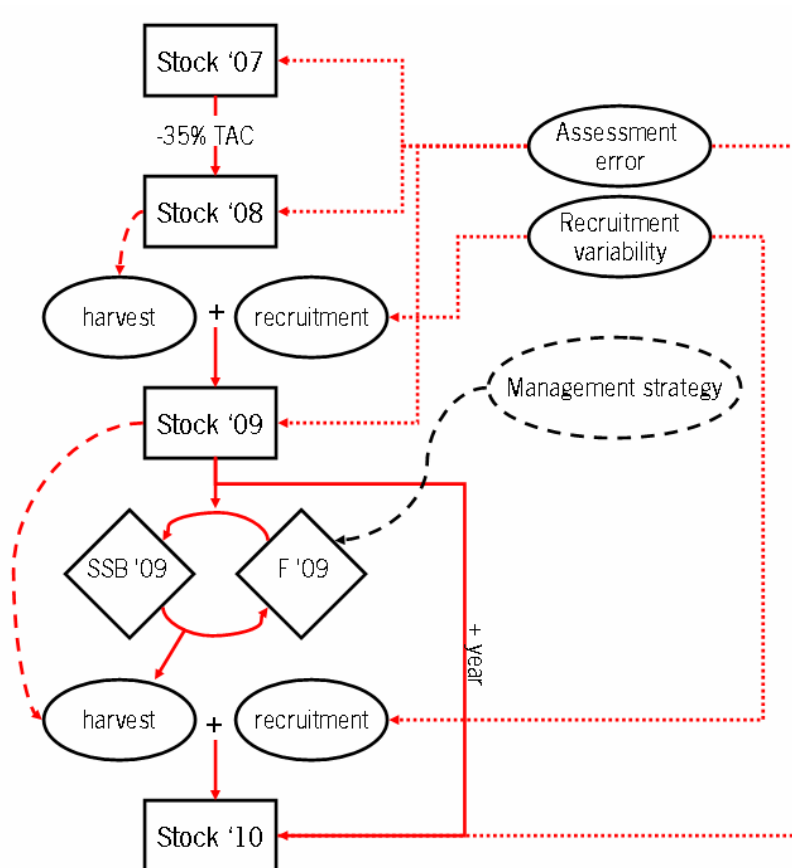 Stock '07
-35% TAC
Assessment
error
Stock '08
Recruitment
variability
harvest
+
recruitment
Management strategy
Stock '09
SSB '09
F '09
+ year
harvest
+
recruitment
Stock '10